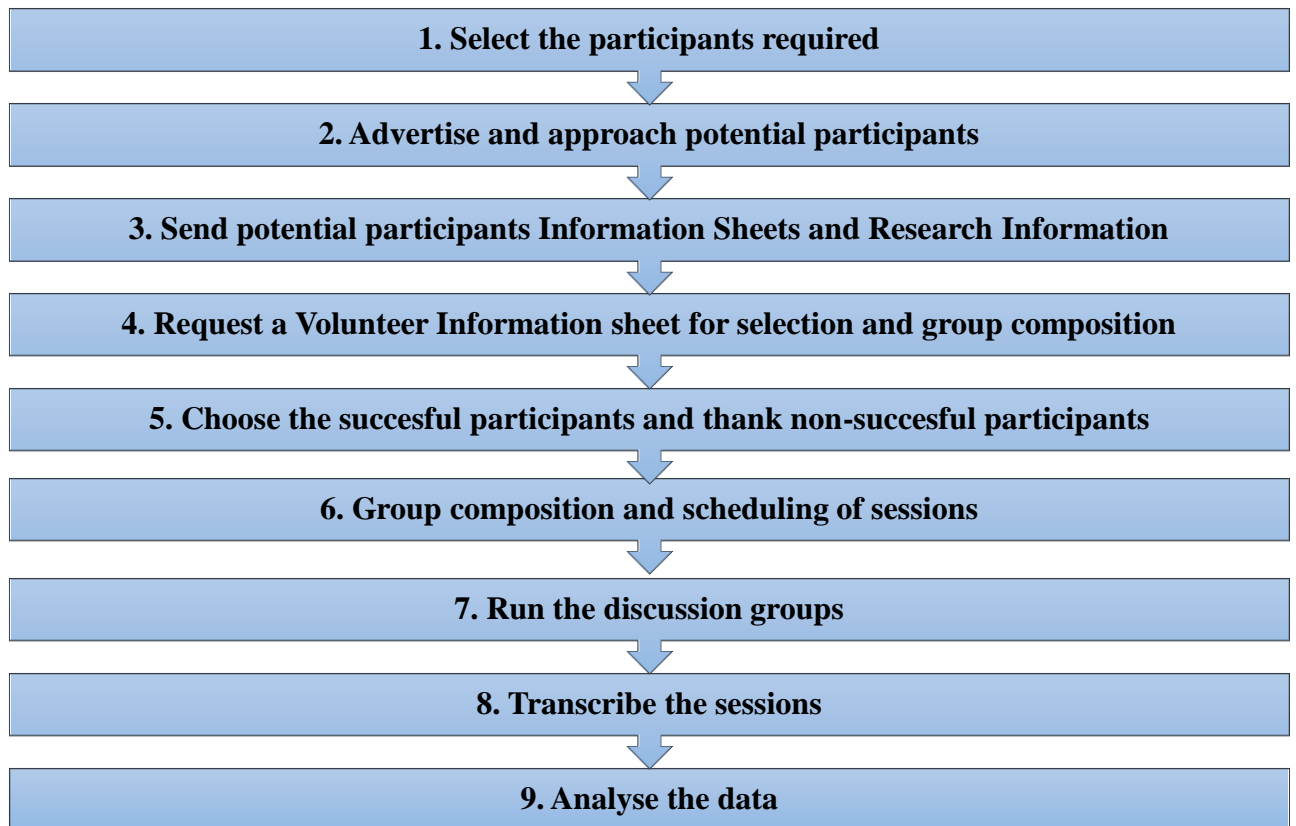 1. Select the participants required
2. Advertise and approach potential participants
3. Send potential participants Information Sheets and Research Information
4. Request a Volunteer Information sheet for selection and group composition
5. Choose the succesful participants and thank non-succesful participants
6. Group composition and scheduling of sessions
7. Run the discussion groups
8. Transcribe the sessions
9. Analyse the data